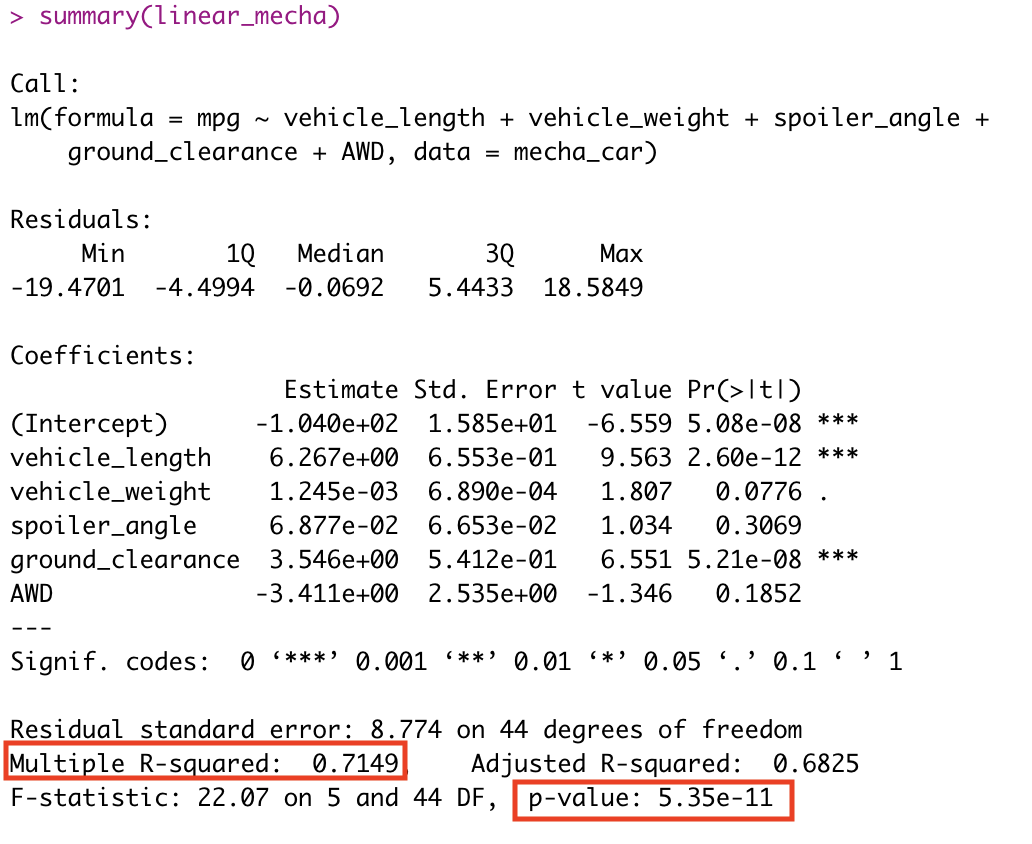 > summary(linear_mecha)
Call:
lm(formula = mpg ~ vehicle_length + vehicle_weight + spoiler_angle +
    ground_clearance + AWD, data = mecha_car)
Residuals:
     Min       1Q   Median       3Q      Max
-19.4701  -4.4994  -0.0692   5.4433  18.5849
Coefficients:
                   Estimate Std. Error t value Pr(>|t|)
(Intercept)      -1.040e+02  1.585e+01  -6.559 5.08e-08 ***
vehicle_length    6.267e+00  6.553e-01   9.563 2.60e-12 ***
vehicle_weight    1.245e-03  6.890e-04   1.807   0.0776 .
spoiler_angle     6.877e-02  6.653e-02   1.034   0.3069
ground_clearance  3.546e+00  5.412e-01   6.551 5.21e-08 ***
AWD              -3.411e+00  2.535e+00  -1.346   0.1852
---
Signif. codes:  0 ‘***’ 0.001 ‘**’ 0.01 ‘*’ 0.05 ‘.’ 0.1 ‘ ’ 1
Residual standard error: 8.774 on 44 degrees of freedom
Multiple R-squared:  0.7149,    Adjusted R-squared:  0.6825
F-statistic: 22.07 on 5 and 44 DF,  p-value: 5.35e-11